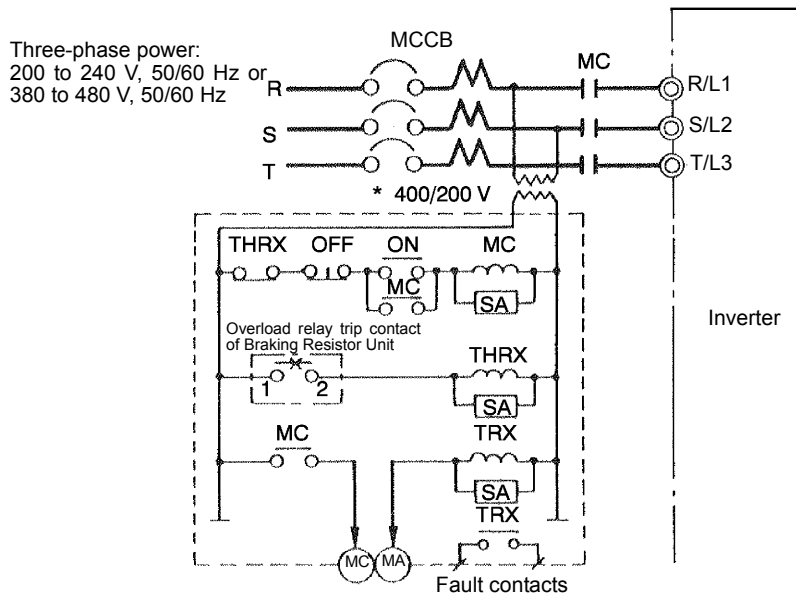 Three-phase power:
200 to 240 V, 50/60 Hz or
380 to 480 V, 50/60 Hz
MCCB
MC
R
R/L1
S
S/L2
T
T/L3
* 400/200 V
THRX OFF ON MC
MC
SA
Overload relay trip contact
of Braking Resistor Unit
1 2
THRX
SA
Inverter
MC
TRX
SA
TRX
MC MA
Fault contacts